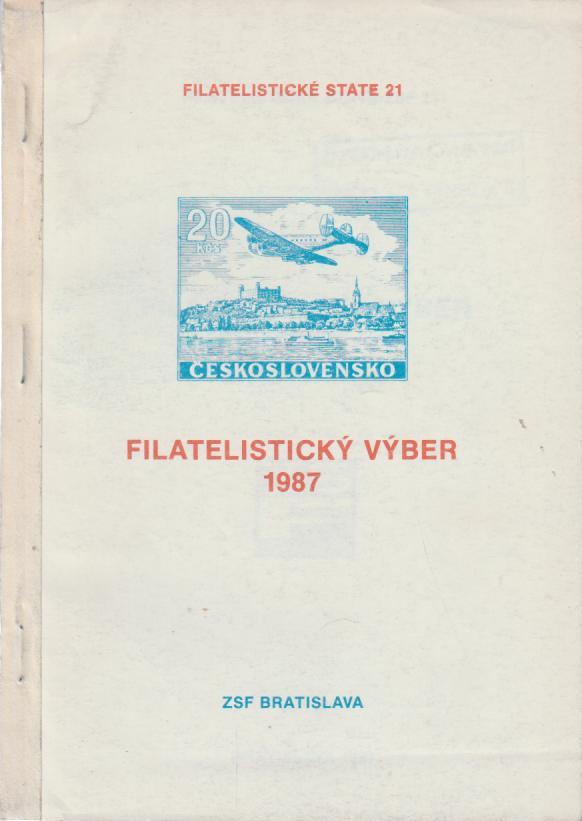 FILATELISTICKÉ STATE 21
20
Kčs
ČESKOSLOVENSKO
FILATELISTICKÝ VÝBER
1987
ZSF BRATISLAVA